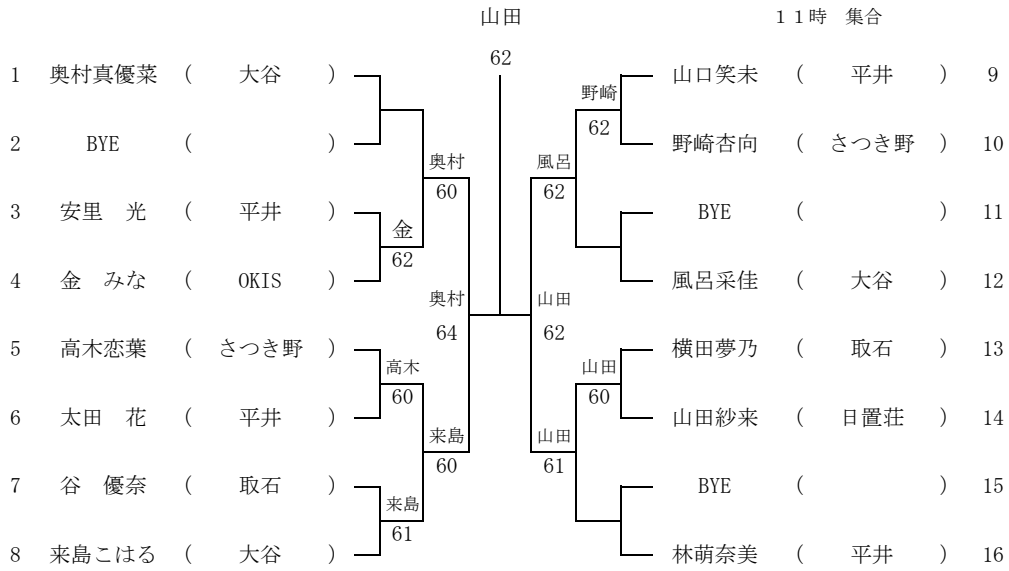 山田
11時 集合
62
1 奥村真優菜 ( 大谷 )
2 BYE ( )
3 安里 光 ( 平井 )
4 金 みな ( OKIS )
5 高木恋葉 ( さつき野 )
6 太田 花 ( 平井 )
7 谷 優奈 ( 取石 )
8 来島こはる ( 大谷 )
奥村
60
金
62
奥村
64
高木
60
来島
60
来島
61
野崎
62
風呂
62
山田
62
山田
60
山田
61
山口笑未 ( 平井 ) 9
野崎杏向 ( さつき野 ) 10
BYE ( ) 11
風呂采佳 ( 大谷 ) 12
横田夢乃 ( 取石 ) 13
山田紗来 ( 日置荘 ) 14
BYE ( ) 15
林萌奈美 ( 平井 ) 16